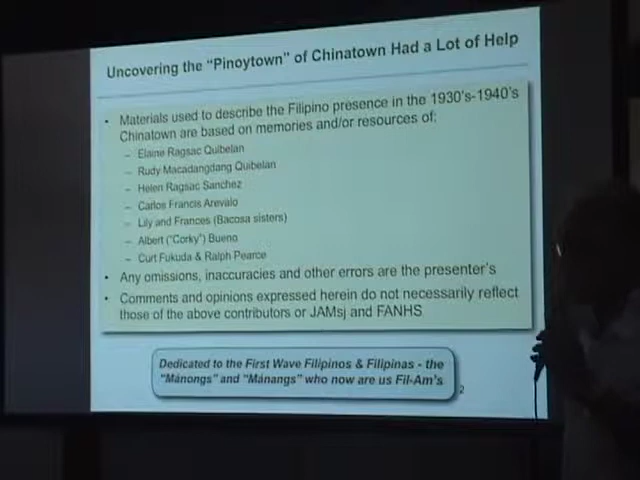 Uncovering the "Pinoytown" of Chinatown Had a Lot of Help
• Materials used to describe the Filipino presence in the 1930's-1940's
Chinatown are based on memories and/or resources of:
– Elaine Ragsac Quibelan
– Rudy Macadangdang Quibelan
– Helen Ragsac Sanchez
– Carlos Francis Arevalo
– Lily and Frances (Bacosa sisters)
– Albert ("Corky") Bueno
– Curt Fukuda & Ralph Pearce
• Any omissions, inaccuracies and other errors are the presenter's
• Comments and opinions expressed herein do not necessarily reflect
those of the above contributors or JAMsj and FANHS
Dedicated to the First Wave Filipinos & Filipinas - the
"Manongs" and "Manangs" who now are us Fil-Am's
2